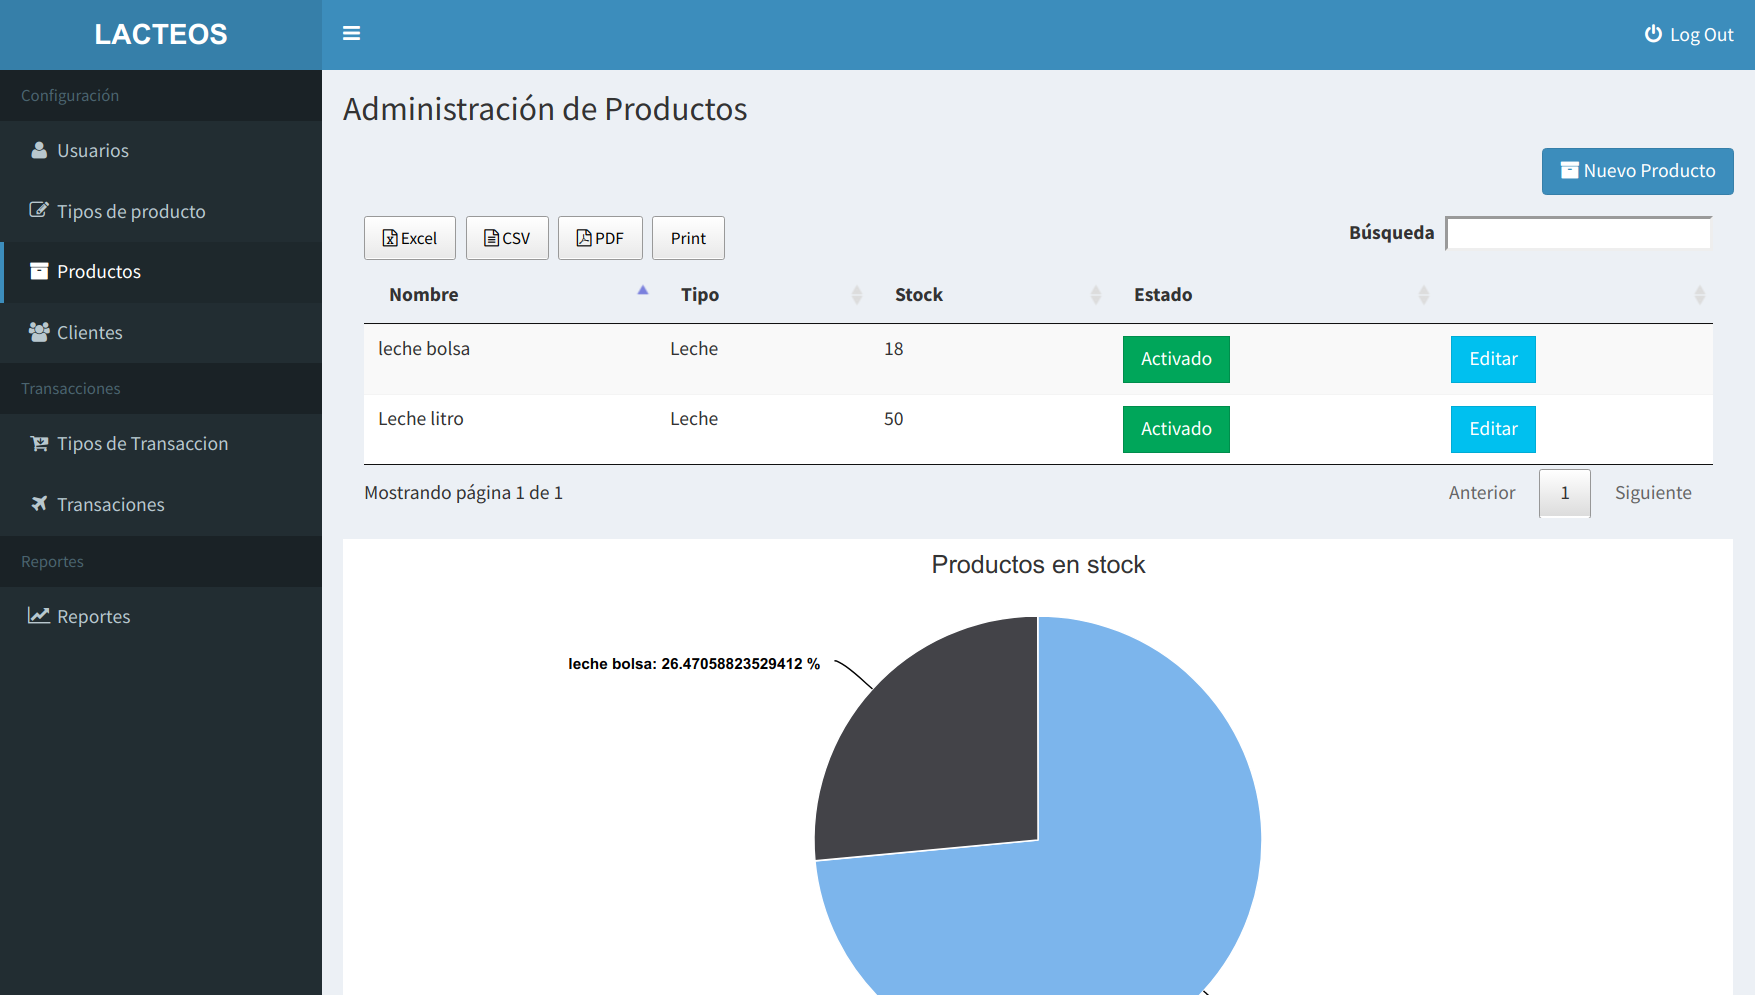 LACTEOS
Log Out
Configuración
Usuarios
Tipos de producto
Productos
Clientes
Transacciones
Tipos de Transaccion
Transaciones
Reportes
Reportes
Administración de Productos
Nuevo Producto
Excel CSV PDF Print
Búsqueda
Nombre Tipo Stock Estado
leche bolsa Leche 18 Activado Editar
Leche litro Leche 50 Activado Editar
Mostrando página 1 de 1
Anterior 1 Siguiente
Productos en stock
leche bolsa: 26.47058823529412 %